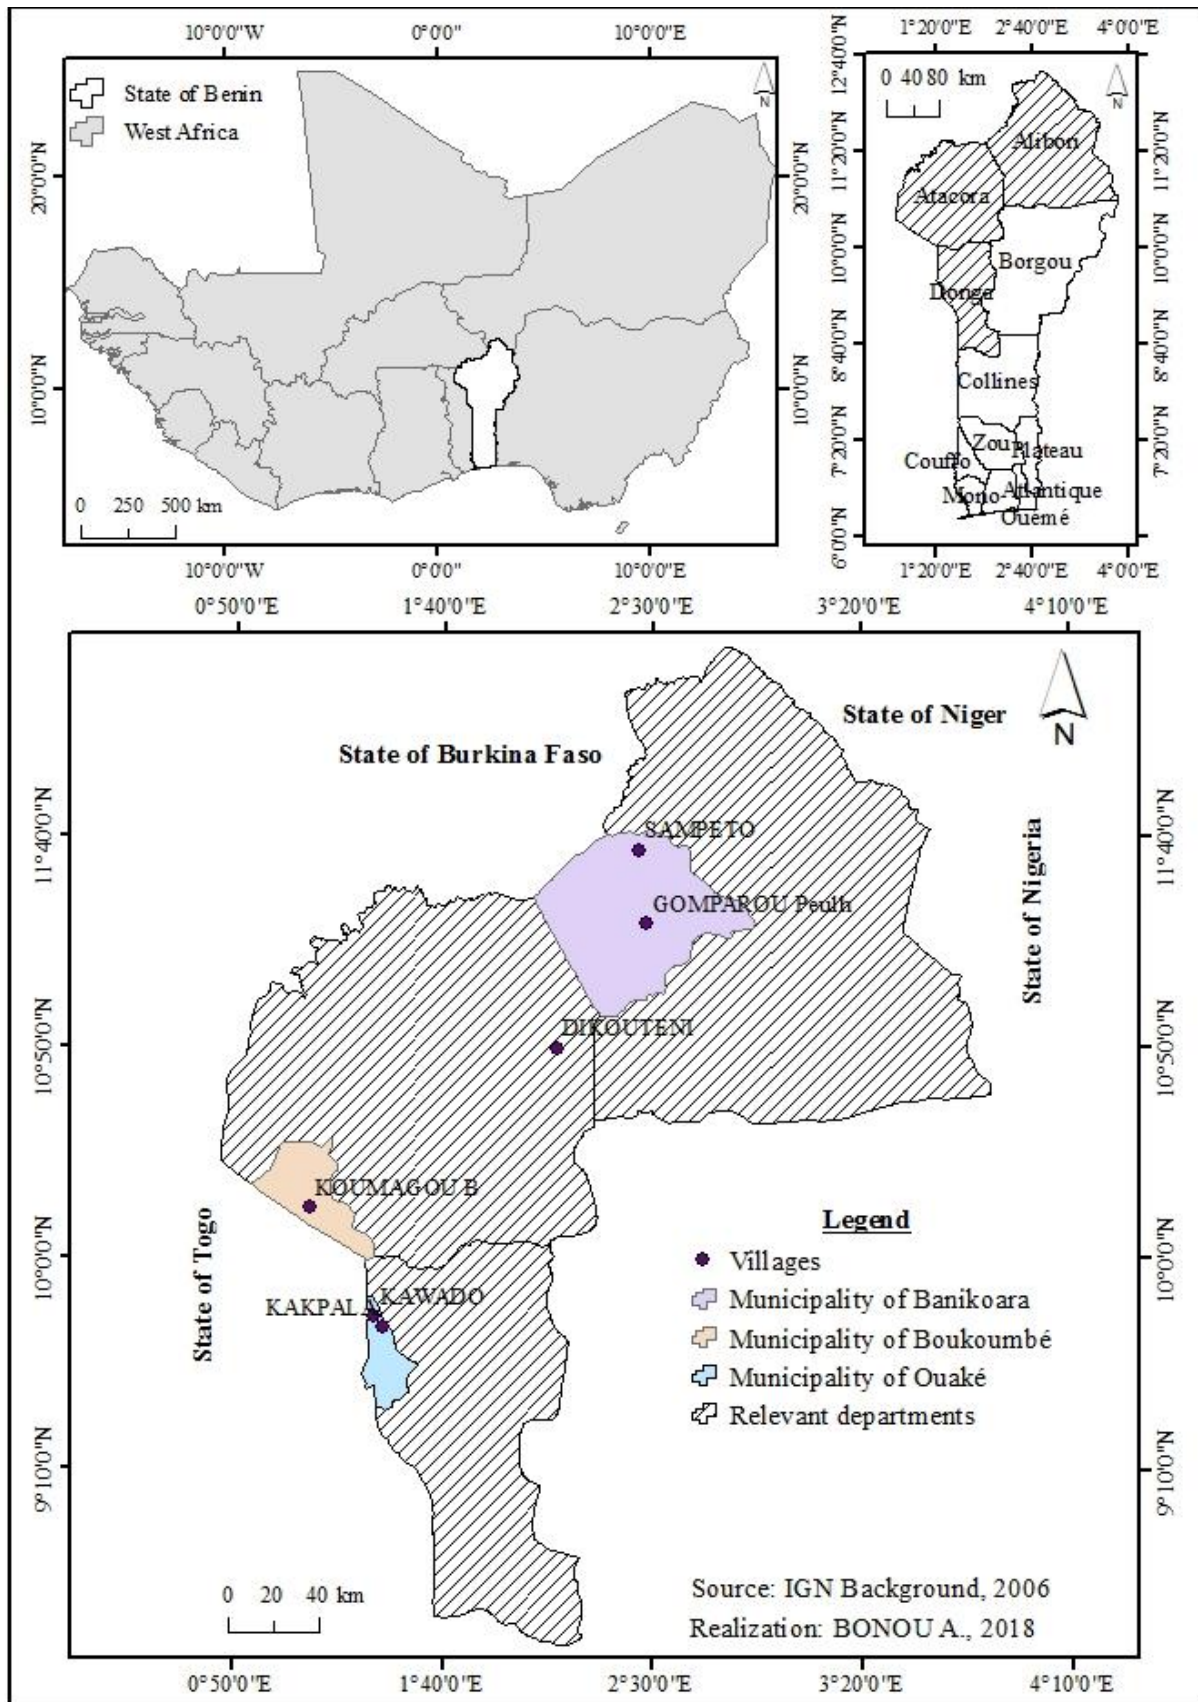 10°0'0"W 0°0'0" 10°0'0"E
State of Benin
West Africa
N
20°0'0"N
20°0'0"N
10°0'0"N
10°0'0"N
0 250 500 km
10°0'0"W 0°0'0" 10°0'0"E
1°20'0"E 2°40'0"E 4°0'0"E
0 40 80 km
N
12°40'0"N
12°40'0"N
11°20'0"N
11°20'0"N
10°0'0"N
10°0'0"N
8°40'0"N
8°40'0"N
7°20'0"N
7°20'0"N
6°0'0"N
6°0'0"N
Alibon
Atacora
Borgou
Donga
Collines
Zou
Plateau
Couffo
Mono
Atlantique
Ouémé
1°20'0"E 2°40'0"E 4°0'0"E
0°50'0"E 1°40'0"E 2°30'0"E 3°20'0"E 4°10'0"E
State of Niger
N
State of Burkina Faso
State of Nigeria
State of Togo
11°40'0"N
11°40'0"N
10°50'0"N
10°50'0"N
10°0'0"N
10°0'0"N
9°10'0"N
9°10'0"N
SAMPETO
GOMPAROU Peulh
DIKOUTENI
KOUMAGOU B
KAWADO
KAKPALA
Legend
Villages
Municipality of Banikoara
Municipality of Boukoumbé
Municipality of Ouaké
Relevant departments
0 20 40 km
Source: IGN Background, 2006
Realization: BONOU A., 2018
0°50'0"E 1°40'0"E 2°30'0"E 3°20'0"E 4°10'0"E